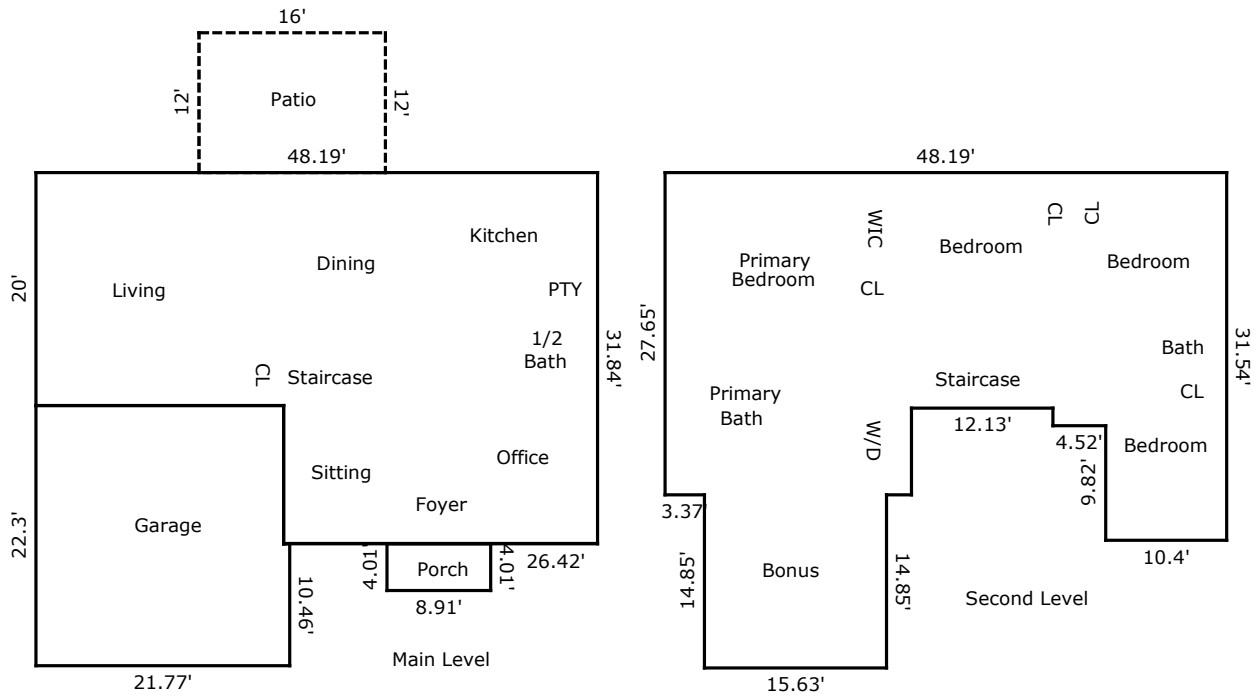 16'
12'
Patio
12'
48.19'
Kitchen
Dining
Living
PTY
20'
1/2
Bath
31.84'
CL
Staircase
Office
Sitting
Foyer
Garage
22.3'
4.01'
Porch
4.01'
26.42'
10.46'
8.91'
Main Level
21.77'
48.19'
WIC
CL
CL
Bedroom
Primary
Bedroom
Bedroom
CL
27.65'
Bath
31.54'
Staircase
Primary
Bath
CL
12.13'
4.52'
W/D
Bedroom
9.82'
3.37'
10.4'
14.85'
Bonus
14.85'
Second Level
15.63'